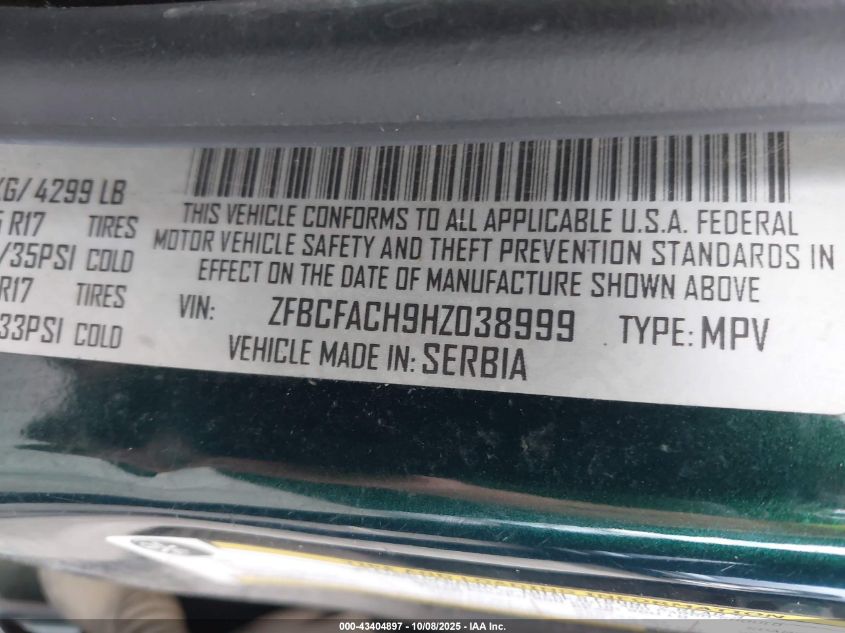 KG/ 4299 LB
R17 TIRES
/35PSI COLD
R17 TIRES
33PSI COLD
THIS VEHICLE CONFORMS TO ALL APPLICABLE U.S.A. FEDERAL
MOTOR VEHICLE SAFETY AND THEFT PREVENTION STANDARDS IN
EFFECT ON THE DATE OF MANUFACTURE SHOWN ABOVE
VIN: ZFBCFACH9HZ038999 TYPE: MPV
VEHICLE MADE IN: SERBIA
000-43404897 - 10/08/2025 - IAA Inc.